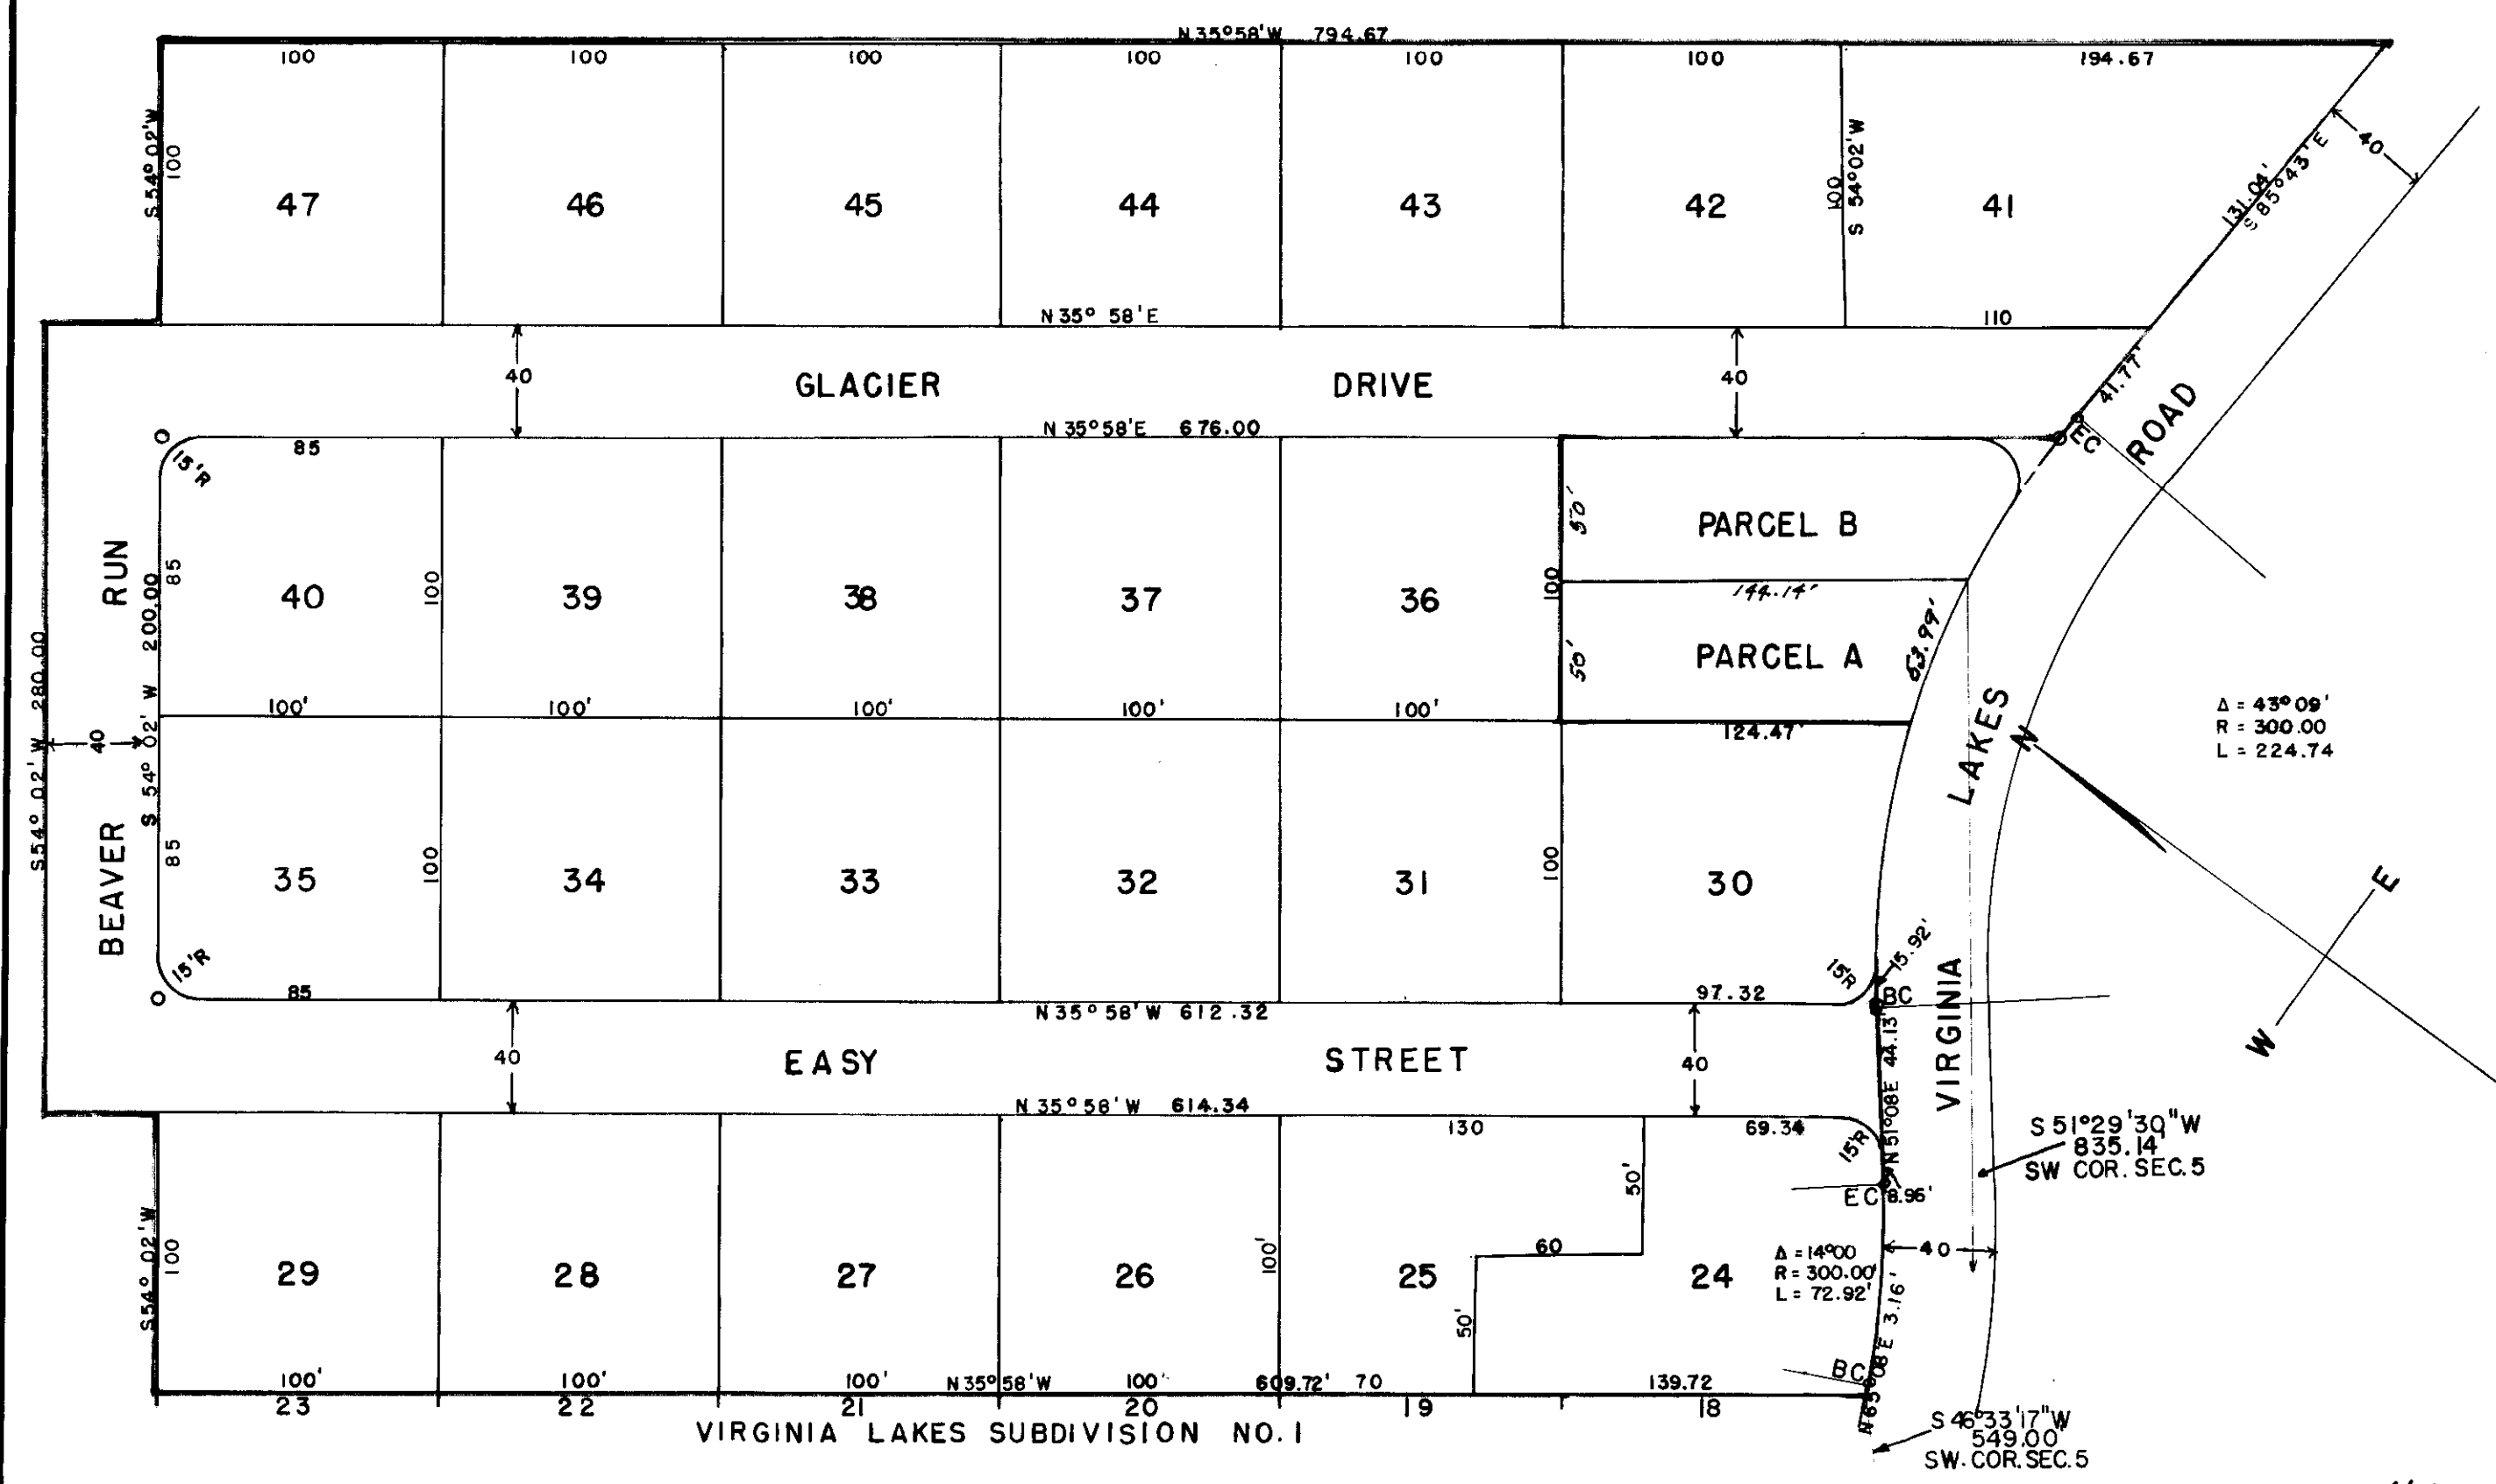 N 35°58'W 794.67
100 100 100 100 100 100 194.67
S 54° 02' W
100
47 46 45 44 43 42 41
100
S 54° 02' W
131.04'
S 85° 43' E
40
N 35° 58' E
110
40
GLACIER DRIVE
40
41.77'
N 35° 58' E 676.00
EC
ROAD
15'R
85
50'
PARCEL B
BEAVER RUN
85
S 54° 02' W 200.00
40
100
39 38 37 36
100
144.14'
63.99'
50'
PARCEL A
S 54° 02' W 280.00
40
100' 100' 100' 100' 100'
124.47'
VIRGINIA LAKES
N
Δ = 43° 09'
R = 300.00
L = 224.74
85
35
100
34 33 32 31
100
30
E
W
15'R
85
15'R
15.92'
97.32
BC
N 35° 58' W 612.32
40
EASY STREET
40
N 51° 08 E 44.13'
N 35° 58' W 614.34
130
69.34
15'R
S 51° 29' 30" W
835.14'
SW COR. SEC. 5
50'
EC
8.96'
S 54° 02' W
100
29 28 27 26
100'
25
60
50'
24
Δ = 14°00
R = 300.00'
L = 72.92'
40
3.16'
BC
100' 100' 100' N 35° 58' W 100' 609.72' 70 139.72
23 22 21 20 19 18
VIRGINIA LAKES SUBDIVISION NO. 1
S 46° 33' 17" W
549.00'
SW. COR. SEC. 5